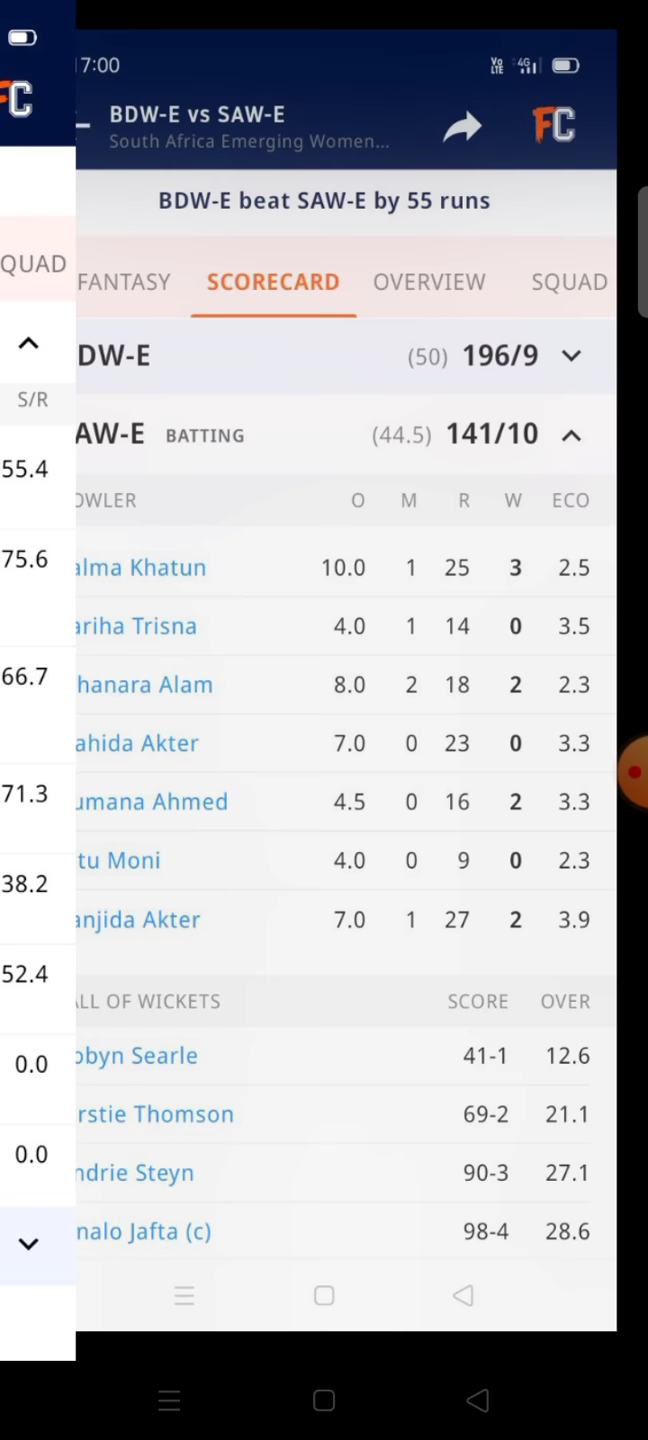 7:00
Vo LTE 4G
FC
BDW-E vs SAW-E
South Africa Emerging Women...
FC
BDW-E beat SAW-E by 55 runs
QUAD
FANTASY SCORECARD OVERVIEW SQUAD
DW-E (50) 196/9
S/R
AW-E BATTING (44.5) 141/10
OWLER O M R W ECO
55.4
75.6
66.7
71.3
38.2
52.4
0.0
0.0
alma Khatun 10.0 1 25 3 2.5
ariha Trisna 4.0 1 14 0 3.5
hanara Alam 8.0 2 18 2 2.3
ahida Akter 7.0 0 23 0 3.3
umana Ahmed 4.5 0 16 2 3.3
tu Moni 4.0 0 9 0 2.3
anjida Akter 7.0 1 27 2 3.9
ALL OF WICKETS SCORE OVER
obyn Searle 41-1 12.6
rstie Thomson 69-2 21.1
ndrie Steyn 90-3 27.1
nalo Jafta (c) 98-4 28.6